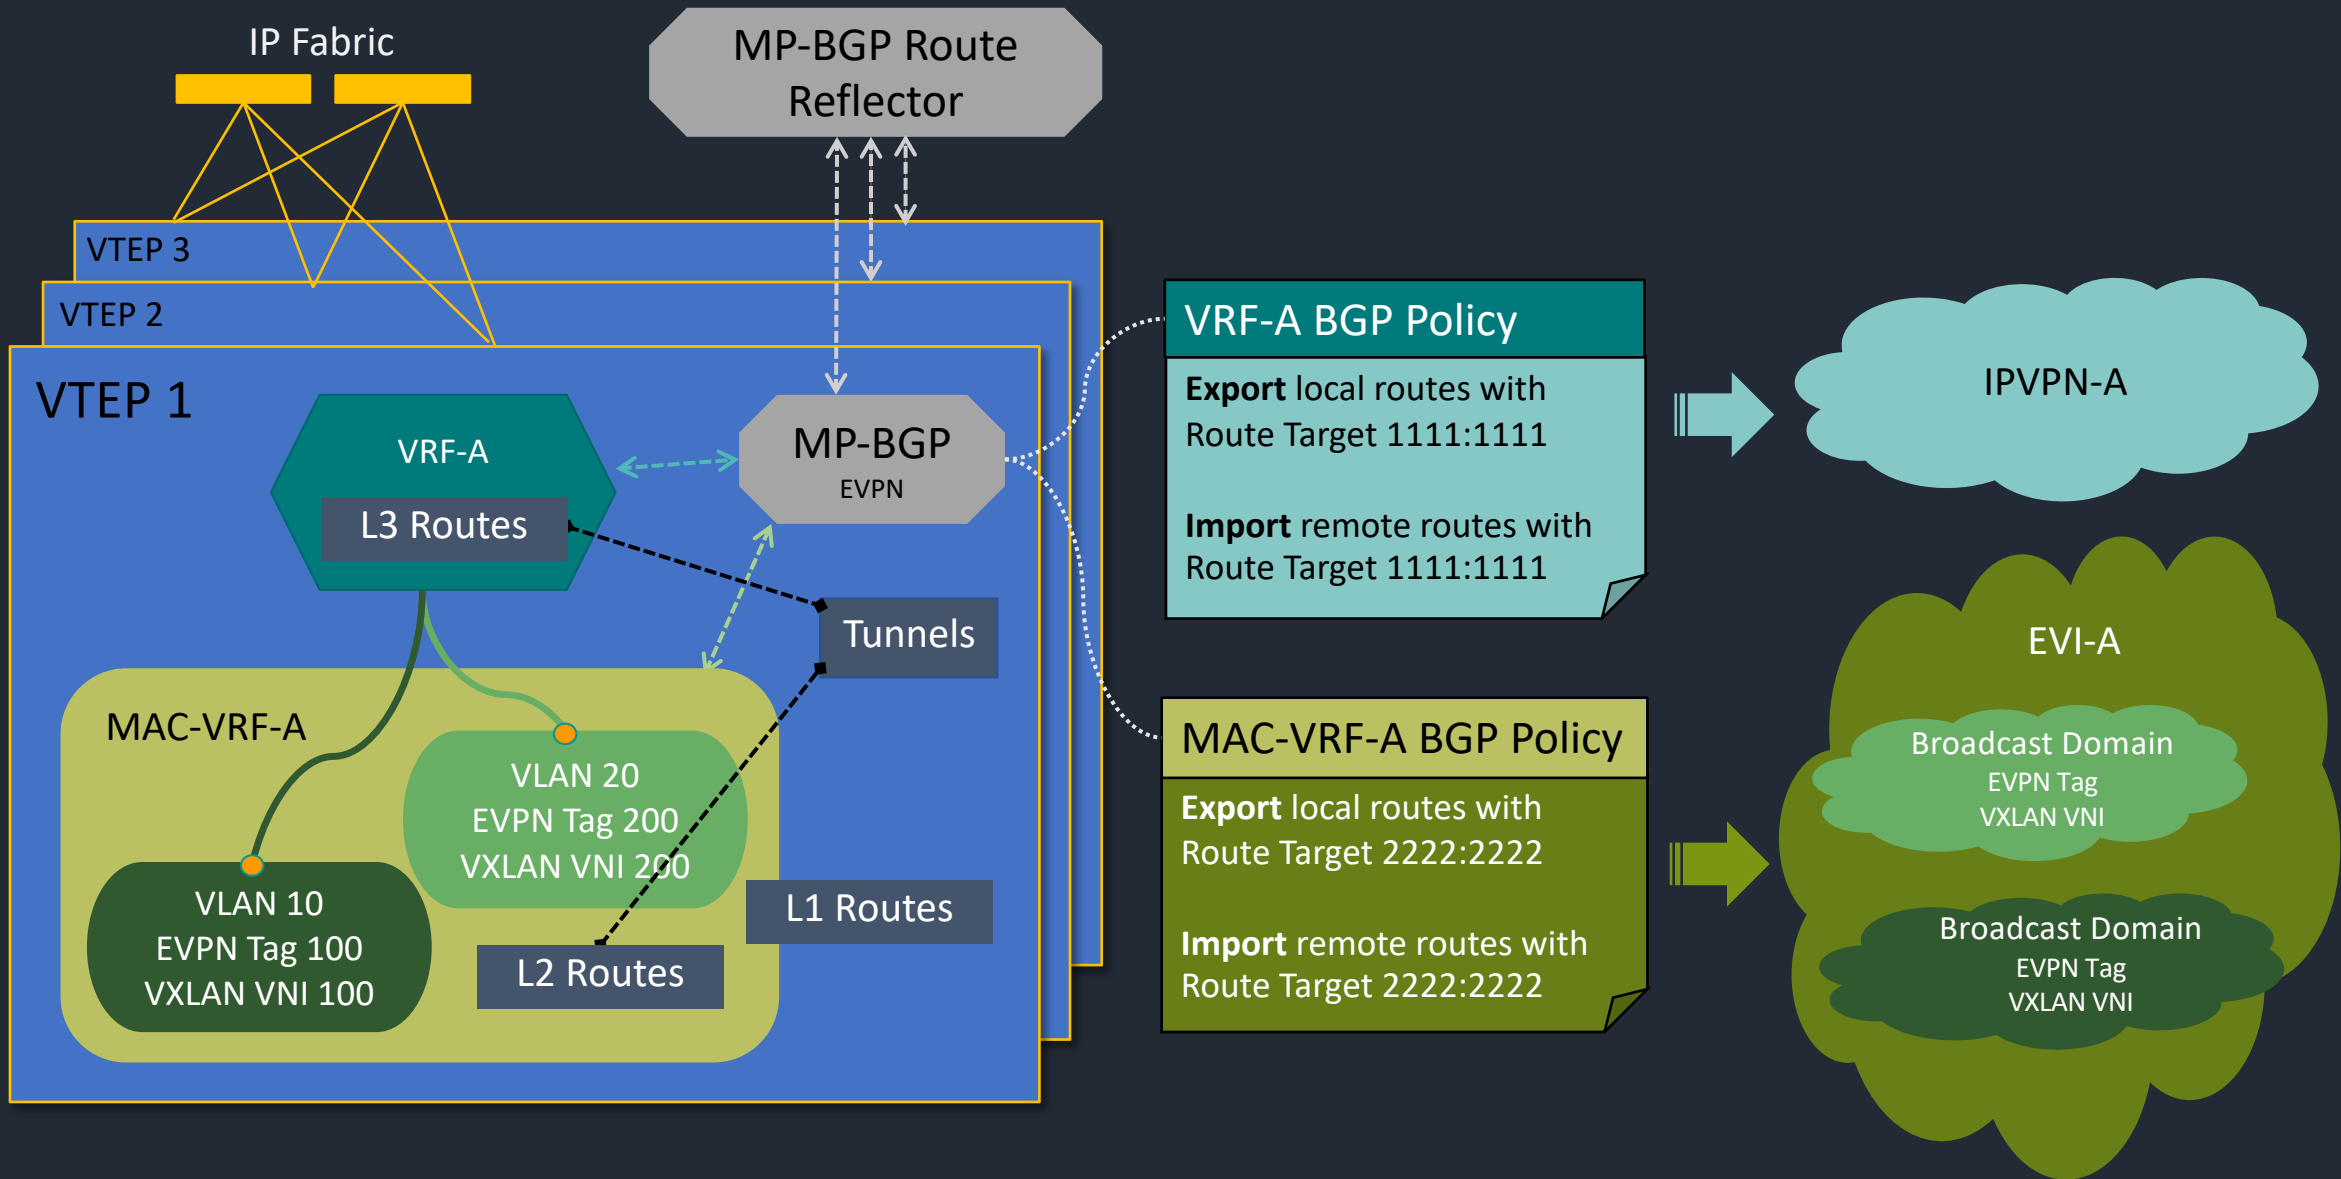 IP Fabric
MP-BGP Route
Reflector
VTEP 3
VTEP 2
VTEP 1
VRF-A
L3 Routes
MP-BGP
EVPN
Tunnels
MAC-VRF-A
VLAN 20
EVPN Tag 200
VXLAN VNI 200
VLAN 10
EVPN Tag 100
VXLAN VNI 100
L1 Routes
L2 Routes
VRF-A BGP Policy
Export local routes with
Route Target 1111:1111
Import remote routes with
Route Target 1111:1111
MAC-VRF-A BGP Policy
Export local routes with
Route Target 2222:2222
Import remote routes with
Route Target 2222:2222
IPVPN-A
EVI-A
Broadcast Domain
EVPN Tag
VXLAN VNI
Broadcast Domain
EVPN Tag
VXLAN VNI